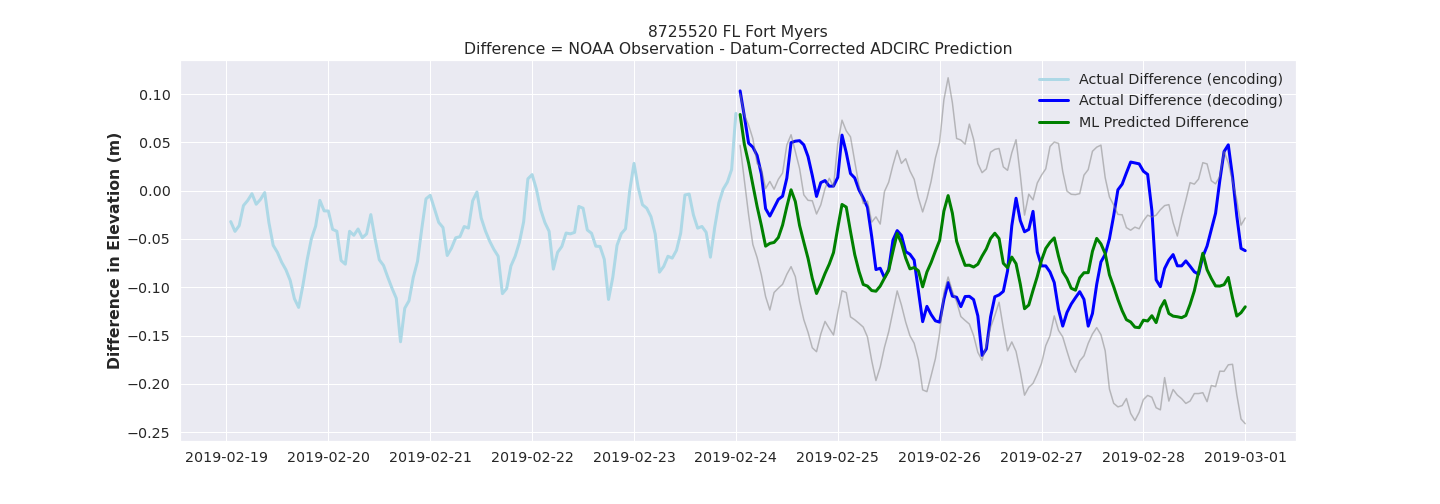 8725520 FL Fort Myers
Difference = NOAA Observation - Datum-Corrected ADCIRC Prediction
Actual Difference (encoding)
Actual Difference (decoding)
ML Predicted Difference
Difference in Elevation (m)
0.10
0.05
0.00
−0.05
−0.10
−0.15
−0.20
−0.25
2019-02-19 2019-02-20 2019-02-21 2019-02-22 2019-02-23 2019-02-24 2019-02-25 2019-02-26 2019-02-27 2019-02-28 2019-03-01